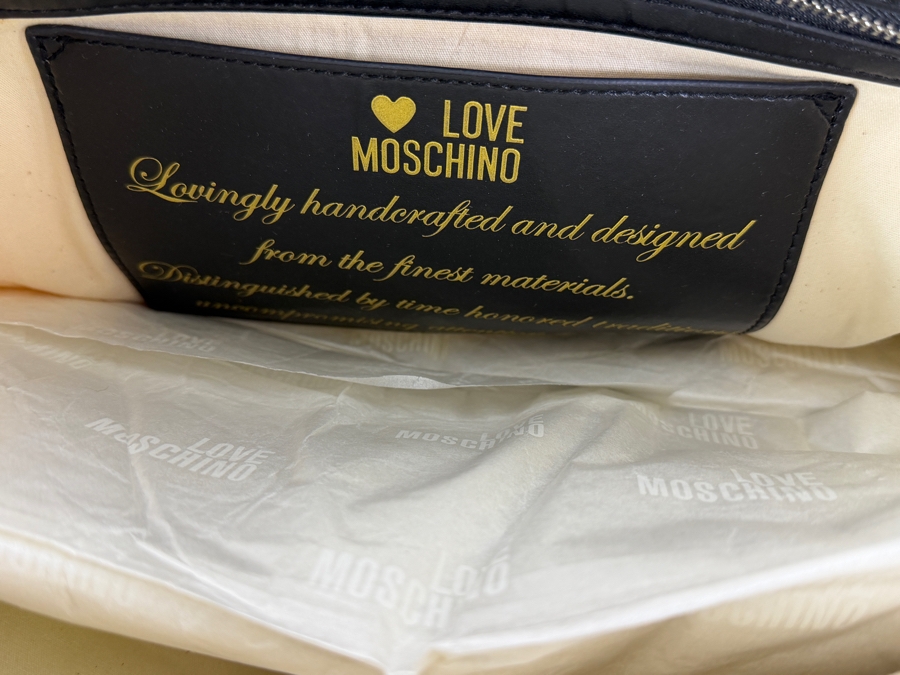 LOVE
MOSCHINO
Lovingly handcrafted and designed
from the finest materials.
Distinguished by time honored
uncompromising
LOVE
MOSCHINO
LOVE
MOSCHINO
LOVE
MOSCHINO
LOVE
MOSCHINO